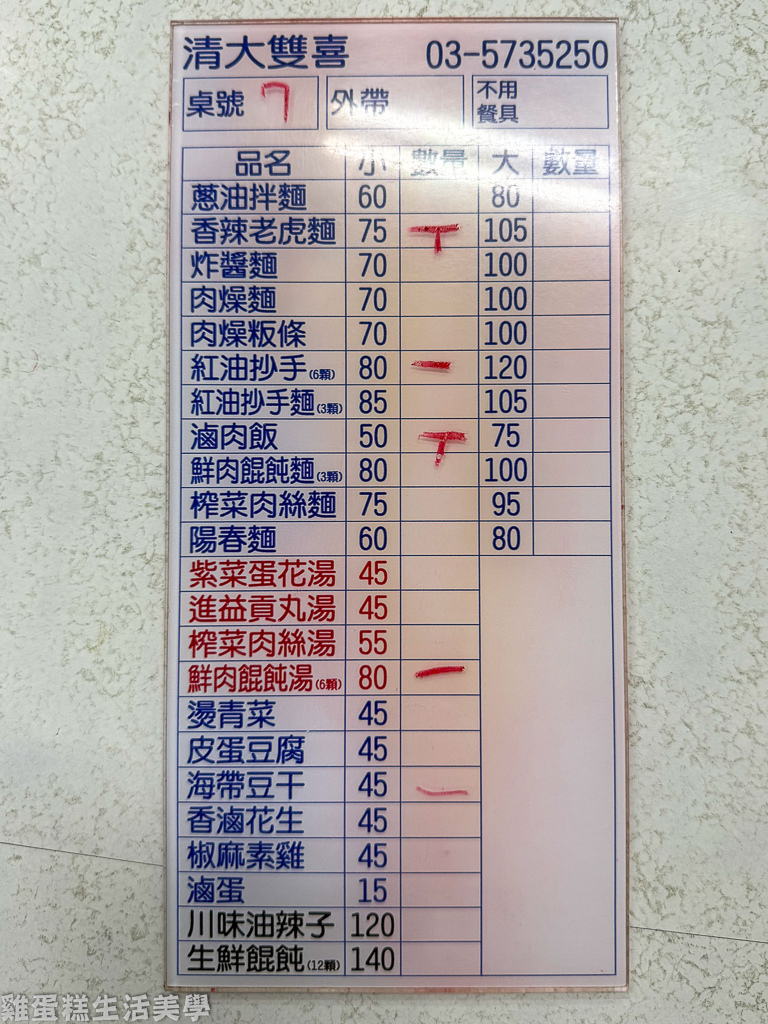 清大雙喜 03-5735250
桌號 7 外帶 不用餐具
品名 小 數量 大 數量
蔥油拌麵 60 80
香辣老虎麵 75 丅 105
炸醬麵 70 100
肉燥麵 70 100
肉燥粄條 70 100
紅油抄手(6顆) 80 一 120
紅油抄手麵(3顆) 85 105
滷肉飯 50 丅 75
鮮肉餛飩麵(3顆) 80 100
榨菜肉絲麵 75 95
陽春麵 60 80
紫菜蛋花湯 45
進益貢丸湯 45
榨菜肉絲湯 55
鮮肉餛飩湯(6顆) 80 一
燙青菜 45
皮蛋豆腐 45
海帶豆干 45 一
香滷花生 45
椒麻素雞 45
滷蛋 15
川味油辣子 120
生鮮餛飩(12顆) 140
雞蛋糕生活美學